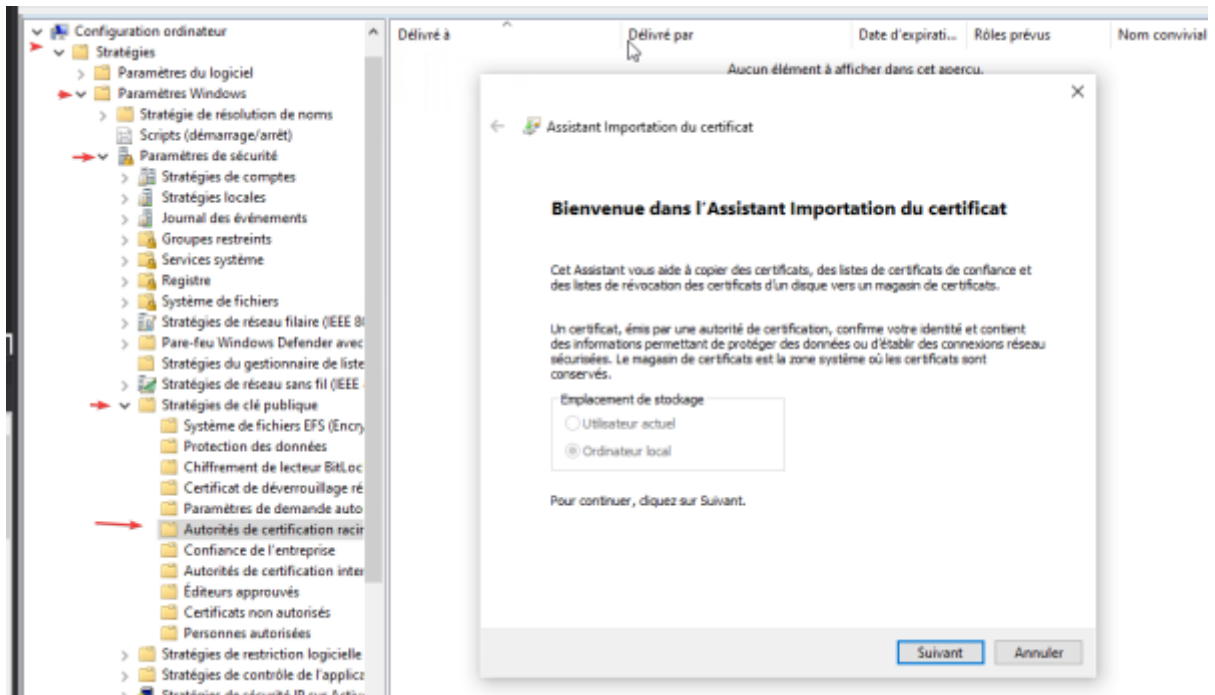 Configuration ordinateur
Stratégies
Paramètres du logiciel
Paramètres Windows
Stratégie de résolution de noms
Scripts (démarrage/arrêt)
Paramètres de sécurité
Stratégies de comptes
Stratégies locales
Journal des événements
Groupes restreints
Services système
Registre
Système de fichiers
Stratégies de réseau filaire (IEEE 80
Pare-feu Windows Defender avec
Stratégies du gestionnaire de liste
Stratégies de réseau sans fil (IEEE
Stratégies de clé publique
Système de fichiers EFS (Encry
Protection des données
Chiffrement de lecteur BitLoc
Certificat de déverrouillage ré
Paramètres de demande auto
Autorités de certification racin
Confiance de l'entreprise
Autorités de certification inter
Éditeurs approuvés
Certificats non autorisés
Personnes autorisées
Stratégies de restriction logicielle
Stratégies de contrôle de l'applica
Stratégies de sécurité IP sur Active
Délivré à Délivré par Date d'expirati... Rôles prévus Nom convivial
Aucun élément à afficher dans cet aperçu.
Assistant Importation du certificat
Bienvenue dans l'Assistant Importation du certificat
Cet Assistant vous aide à copier des certificats, des listes de certificats de confiance et
des listes de révocation des certificats d'un disque vers un magasin de certificats.
Un certificat, émis par une autorité de certification, confirme votre identité et contient
des informations permettant de protéger des données ou d'établir des connexions réseau
sécurisées. Le magasin de certificats est la zone système où les certificats sont
conservés.
Emplacement de stockage
Utilisateur actuel
Ordinateur local
Pour continuer, cliquez sur Suivant.
Suivant Annuler